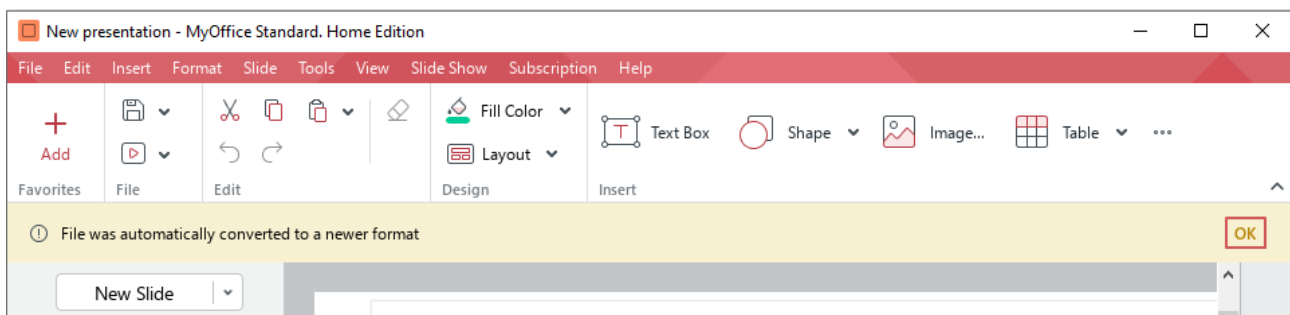 New presentation - MyOffice Standard. Home Edition
File Edit Insert Format Slide Tools View Slide Show Subscription Help
Add
Fill Color
Layout
Text Box Shape Image... Table
Favorites File Edit Design Insert
File was automatically converted to a newer format OK
New Slide